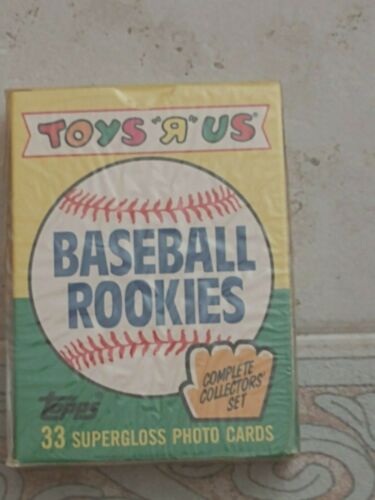 TOYS "Я" US
BASEBALL
ROOKIES
COMPLETE
COLLECTORS'
SET
Topps
33 SUPERGLOSS PHOTO CARDS